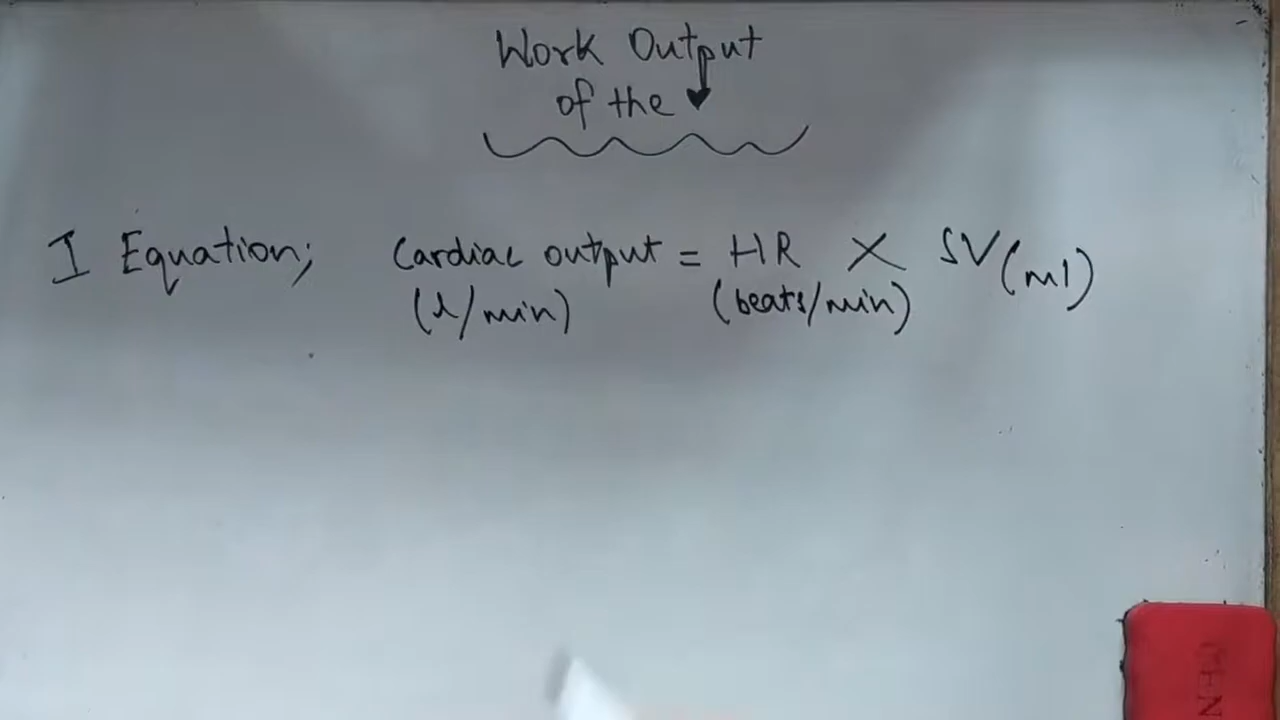 Work Output
of the ♥
I Equation; Cardiac output = HR X SV (ml)
(l/min) (beats/min)